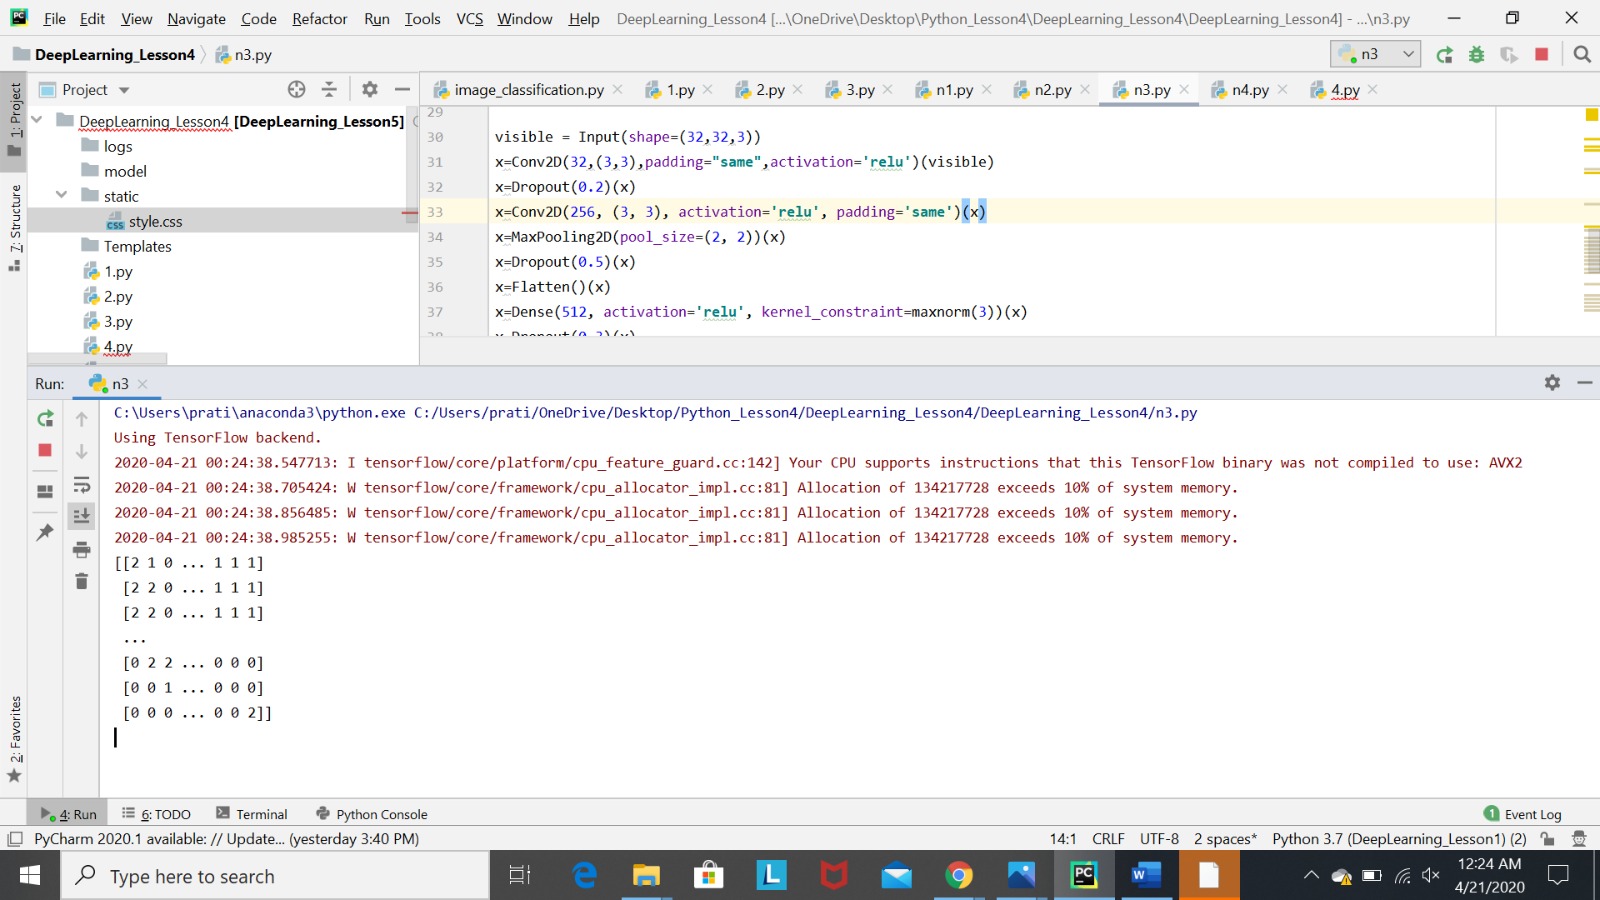 File Edit View Navigate Code Refactor Run Tools VCS Window Help DeepLearning_Lesson4 [...\OneDrive\Desktop\Python_Lesson4\DeepLearning_Lesson4\DeepLearning_Lesson4] - ...\n3.py
DeepLearning_Lesson4 n3.py n3
Project image_classification.py 1.py 2.py 3.py n1.py n2.py n3.py n4.py 4.py
1: Project
7: Structure
2: Favorites
DeepLearning_Lesson4 [DeepLearning_Lesson5]
logs
model
static
style.css
Templates
1.py
2.py
3.py
4.py
29
30 visible = Input(shape=(32,32,3))
31 x=Conv2D(32,(3,3),padding="same",activation='relu')(visible)
32 x=Dropout(0.2)(x)
33 x=Conv2D(256, (3, 3), activation='relu', padding='same')(x)
34 x=MaxPooling2D(pool_size=(2, 2))(x)
35 x=Dropout(0.5)(x)
36 x=Flatten()(x)
37 x=Dense(512, activation='relu', kernel_constraint=maxnorm(3))(x)
Run: n3
C:\Users\prati\anaconda3\python.exe C:/Users/prati/OneDrive/Desktop/Python_Lesson4/DeepLearning_Lesson4/DeepLearning_Lesson4/n3.py
Using TensorFlow backend.
2020-04-21 00:24:38.547713: I tensorflow/core/platform/cpu_feature_guard.cc:142] Your CPU supports instructions that this TensorFlow binary was not compiled to use: AVX2
2020-04-21 00:24:38.705424: W tensorflow/core/framework/cpu_allocator_impl.cc:81] Allocation of 134217728 exceeds 10% of system memory.
2020-04-21 00:24:38.856485: W tensorflow/core/framework/cpu_allocator_impl.cc:81] Allocation of 134217728 exceeds 10% of system memory.
2020-04-21 00:24:38.985255: W tensorflow/core/framework/cpu_allocator_impl.cc:81] Allocation of 134217728 exceeds 10% of system memory.
[[2 1 0 ... 1 1 1]
[2 2 0 ... 1 1 1]
[2 2 0 ... 1 1 1]
...
[0 2 2 ... 0 0 0]
[0 0 1 ... 0 0 0]
[0 0 0 ... 0 0 2]]
4: Run 6: TODO Terminal Python Console 1 Event Log
PyCharm 2020.1 available: // Update... (yesterday 3:40 PM) 14:1 CRLF UTF-8 2 spaces* Python 3.7 (DeepLearning_Lesson1) (2)
Type here to search
12:24 AM
4/21/2020